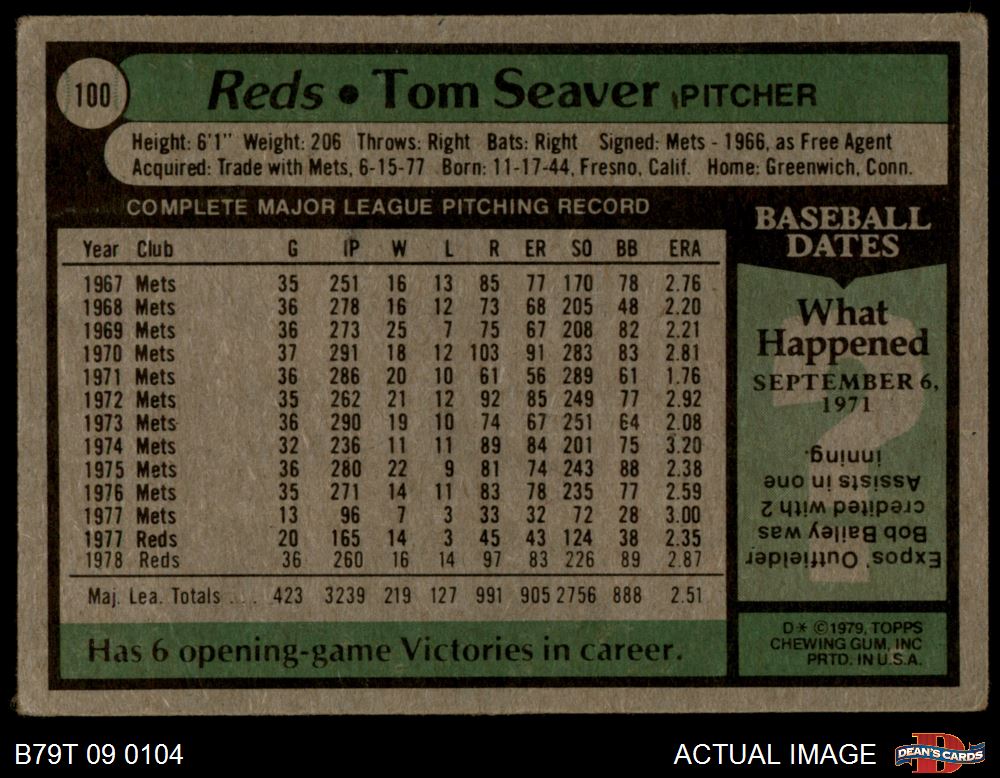 100
Reds • Tom Seaver PITCHER
Height: 6'1" Weight: 206 Throws: Right Bats: Right Signed: Mets - 1966, as Free Agent
Acquired: Trade with Mets, 6-15-77 Born: 11-17-44, Fresno, Calif. Home: Greenwich, Conn.
COMPLETE MAJOR LEAGUE PITCHING RECORD
Year Club G IP W L R ER SO BB ERA
1967 Mets 35 251 16 13 85 77 170 78 2.76
1968 Mets 36 278 16 12 73 68 205 48 2.20
1969 Mets 36 273 25 7 75 67 208 82 2.21
1970 Mets 37 291 18 12 103 91 283 83 2.81
1971 Mets 36 286 20 10 61 56 289 61 1.76
1972 Mets 35 262 21 12 92 85 249 77 2.92
1973 Mets 36 290 19 10 74 67 251 64 2.08
1974 Mets 32 236 11 11 89 84 201 75 3.20
1975 Mets 36 280 22 9 81 74 243 88 2.38
1976 Mets 35 271 14 11 83 78 235 77 2.59
1977 Mets 13 96 7 3 33 32 72 28 3.00
1977 Reds 20 165 14 3 45 43 124 38 2.35
1978 Reds 36 260 16 14 97 83 226 89 2.87
Maj. Lea. Totals ... 423 3239 219 127 991 905 2756 888 2.51
Has 6 opening-game Victories in career.
BASEBALL
DATES
What
Happened
SEPTEMBER 6,
1971
?
Expos' Outfielder
Bob Bailey was
credited with 2
Assists in one
inning.
D* ©1979, TOPPS
CHEWING GUM, INC
PRTD. IN U.S.A.
B79T 09 0104
ACTUAL IMAGE
D
DEAN'S CARDS